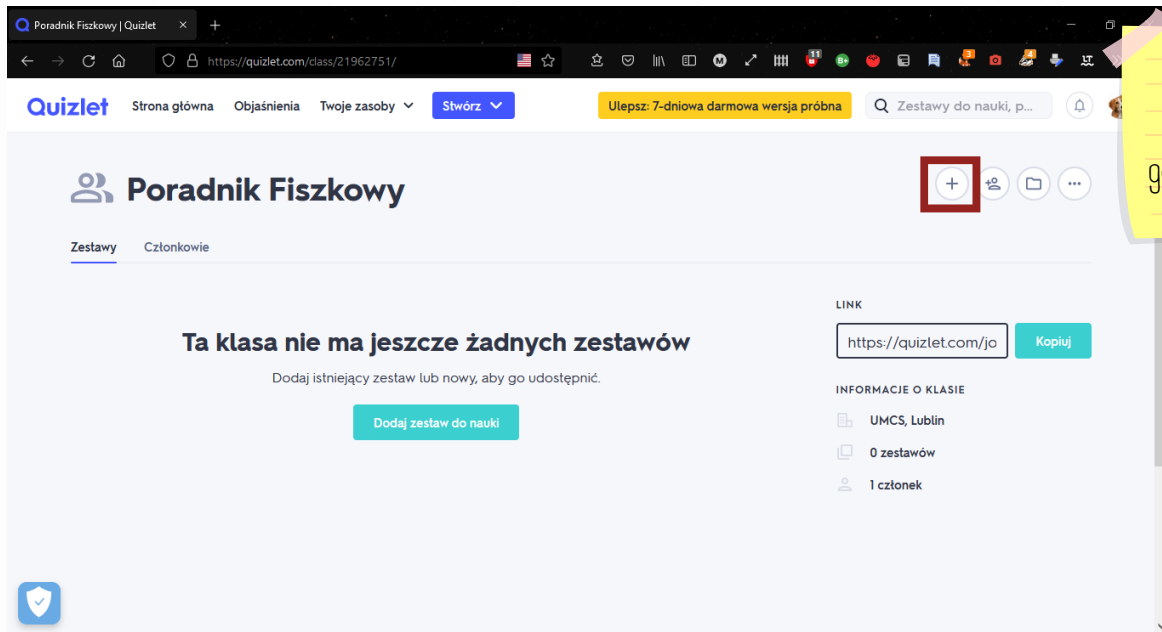 Poradnik Fiszkowy | Quizlet
https://quizlet.com/class/21962751/
11
B+
M
3
4
Quizlet
Strona główna
Objaśnienia
Twoje zasoby
Stwórz
Ulepsz: 7-dniowa darmowa wersja próbna
Zestawy do nauki, p...
Poradnik Fiszkowy
Zestawy
Członkowie
Ta klasa nie ma jeszcze żadnych zestawów
Dodaj istniejący zestaw lub nowy, aby go udostępnić.
Dodaj zestaw do nauki
LINK
https://quizlet.com/jo
Kopiuj
INFORMACJE O KLASIE
UMCS, Lublin
0 zestawów
1 członek